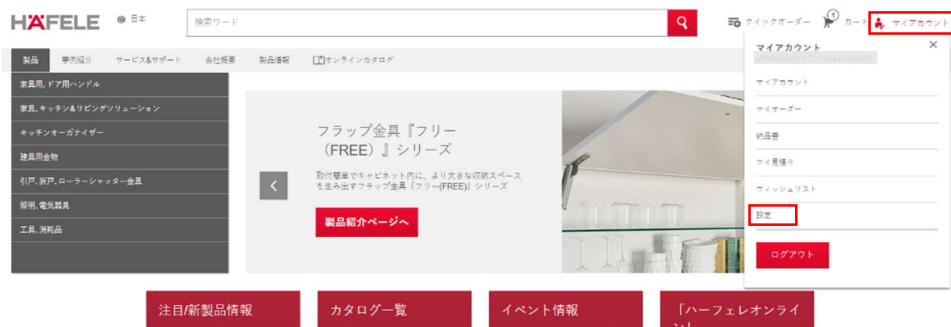 HÄFELE
日本
検索ワード
クイックオーダー
1
カート
マイアカウント
製品
事例紹介
サービス&サポート
会社概要
製品情報
オンラインカタログ
家具用,ドア用ハンドル
家具,キッチン&リビングソリューション
キッチンオーガナイザー
建具用金物
引戸,折戸,ローラーシャッター金具
照明,電気器具
工具,消耗品
フラップ金具『フリー
（FREE）』シリーズ
取付簡単でキャビネット内に、より大きな収納スペース
を生み出すフラップ金具『フリー(FREE)』シリーズ
製品紹介ページへ
マイアカウント
マイアカウント
マイオーダー
納品書
マイ見積り
ウィッシュリスト
設定
ログアウト
注目/新製品情報
カタログ一覧
イベント情報
「ハーフェレオンライ